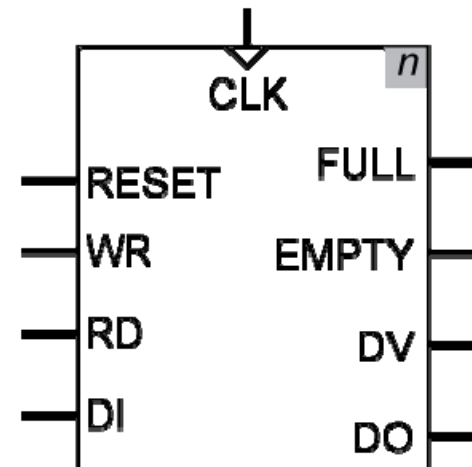 n
CLK
RESET
FULL
WR
EMPTY
RD
DV
DI
DO